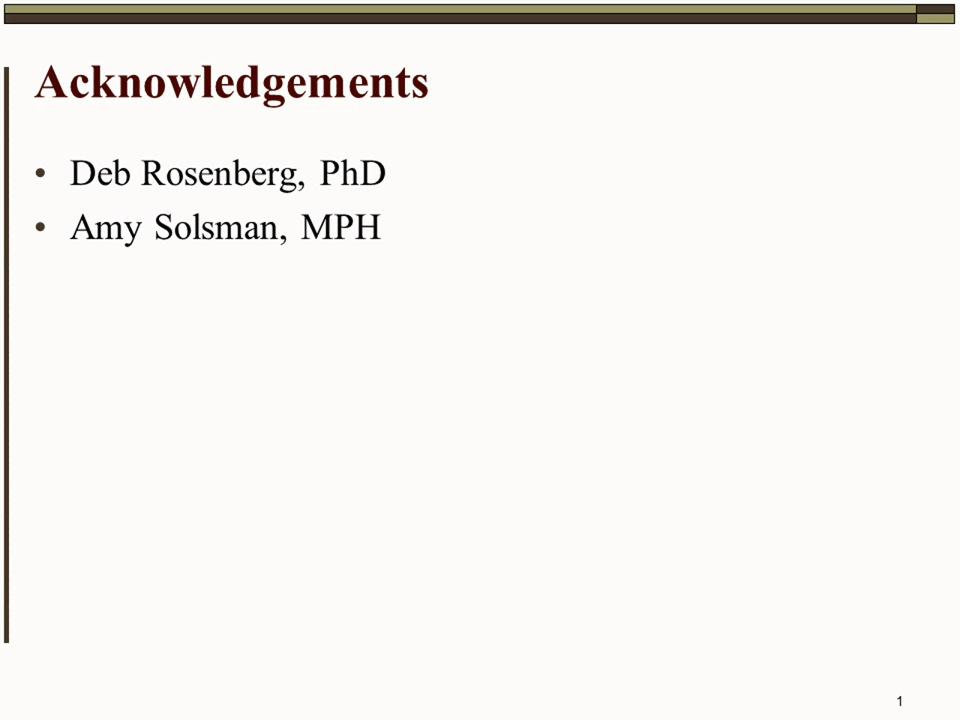 Acknowledgements
• Deb Rosenberg, PhD
• Amy Solsman, MPH
1